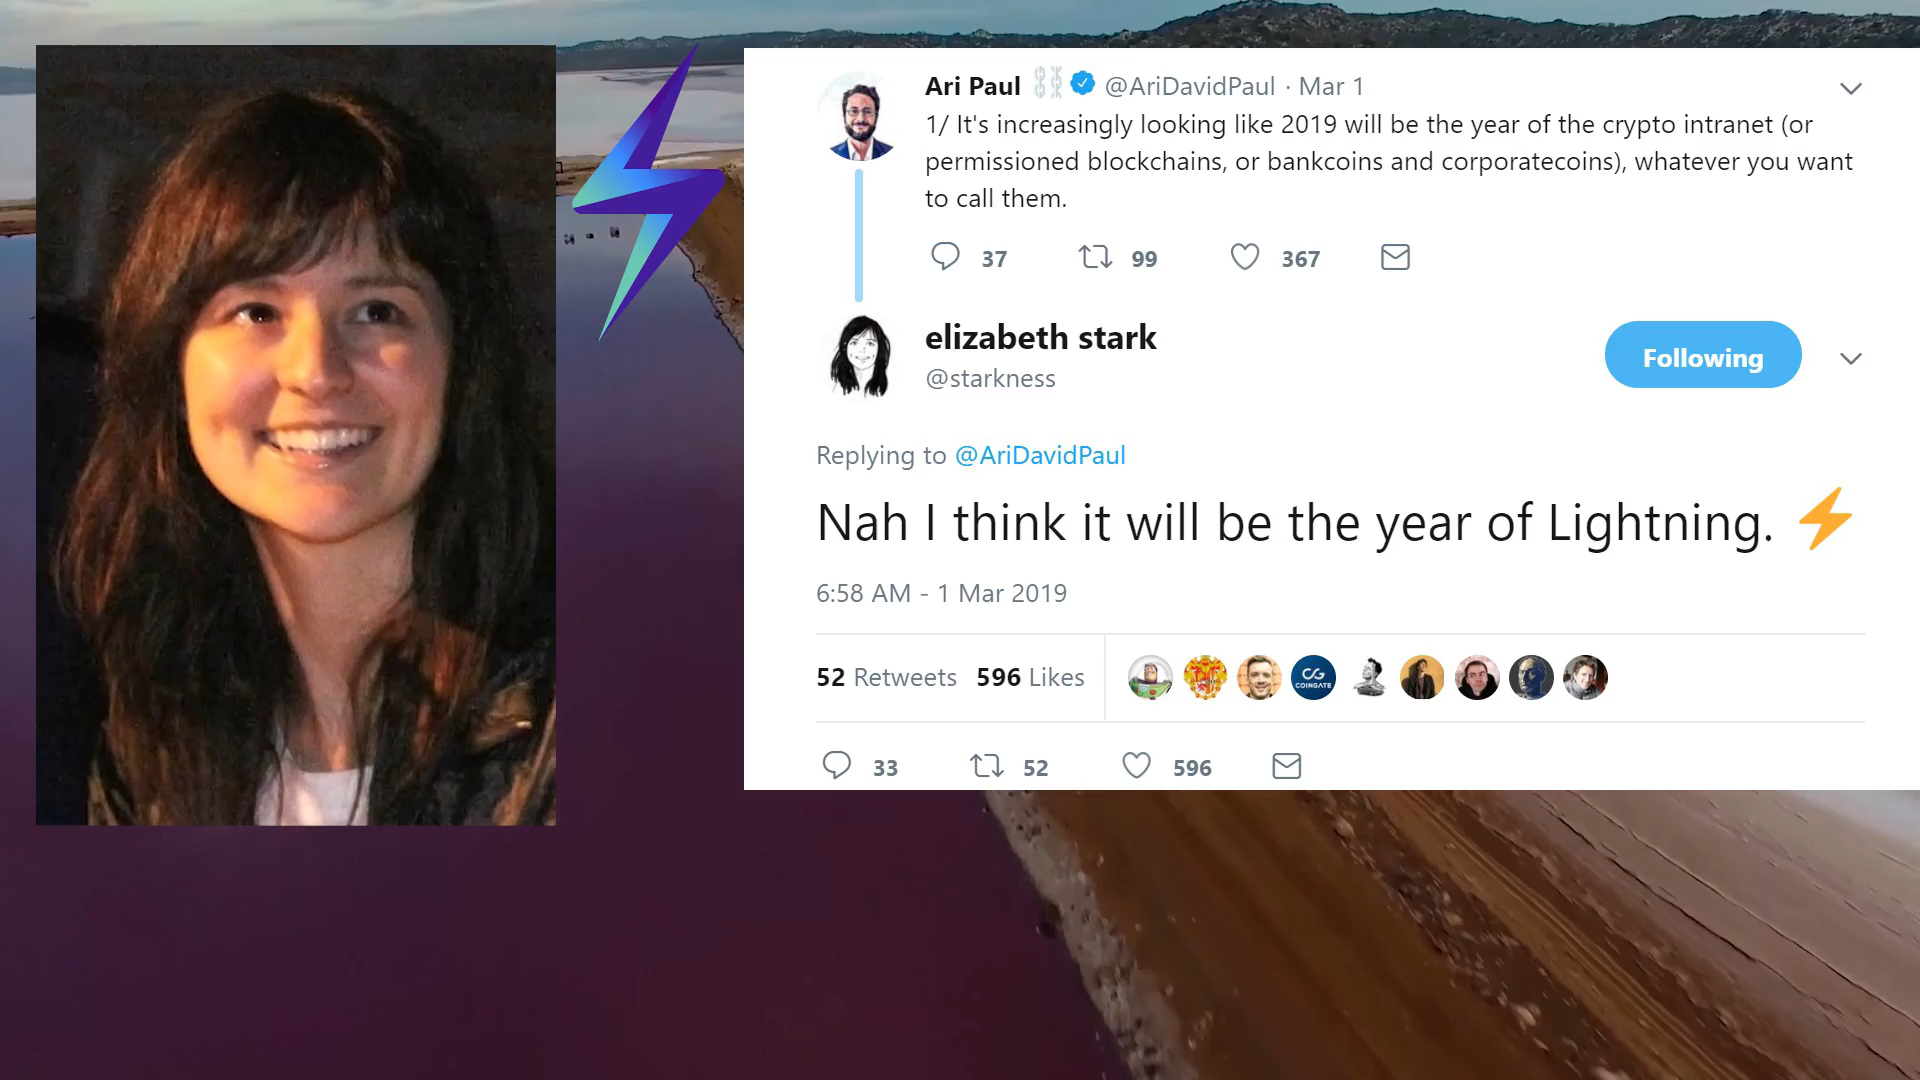 Ari Paul @AriDavidPaul · Mar 1
1/ It's increasingly looking like 2019 will be the year of the crypto intranet (or
permissioned blockchains, or bankcoins and corporatecoins), whatever you want
to call them.
37 99 367
elizabeth stark
@starkness
Following
Replying to @AriDavidPaul
Nah I think it will be the year of Lightning. ⚡
6:58 AM - 1 Mar 2019
52 Retweets 596 Likes
CG
COINGATE
33 52 596